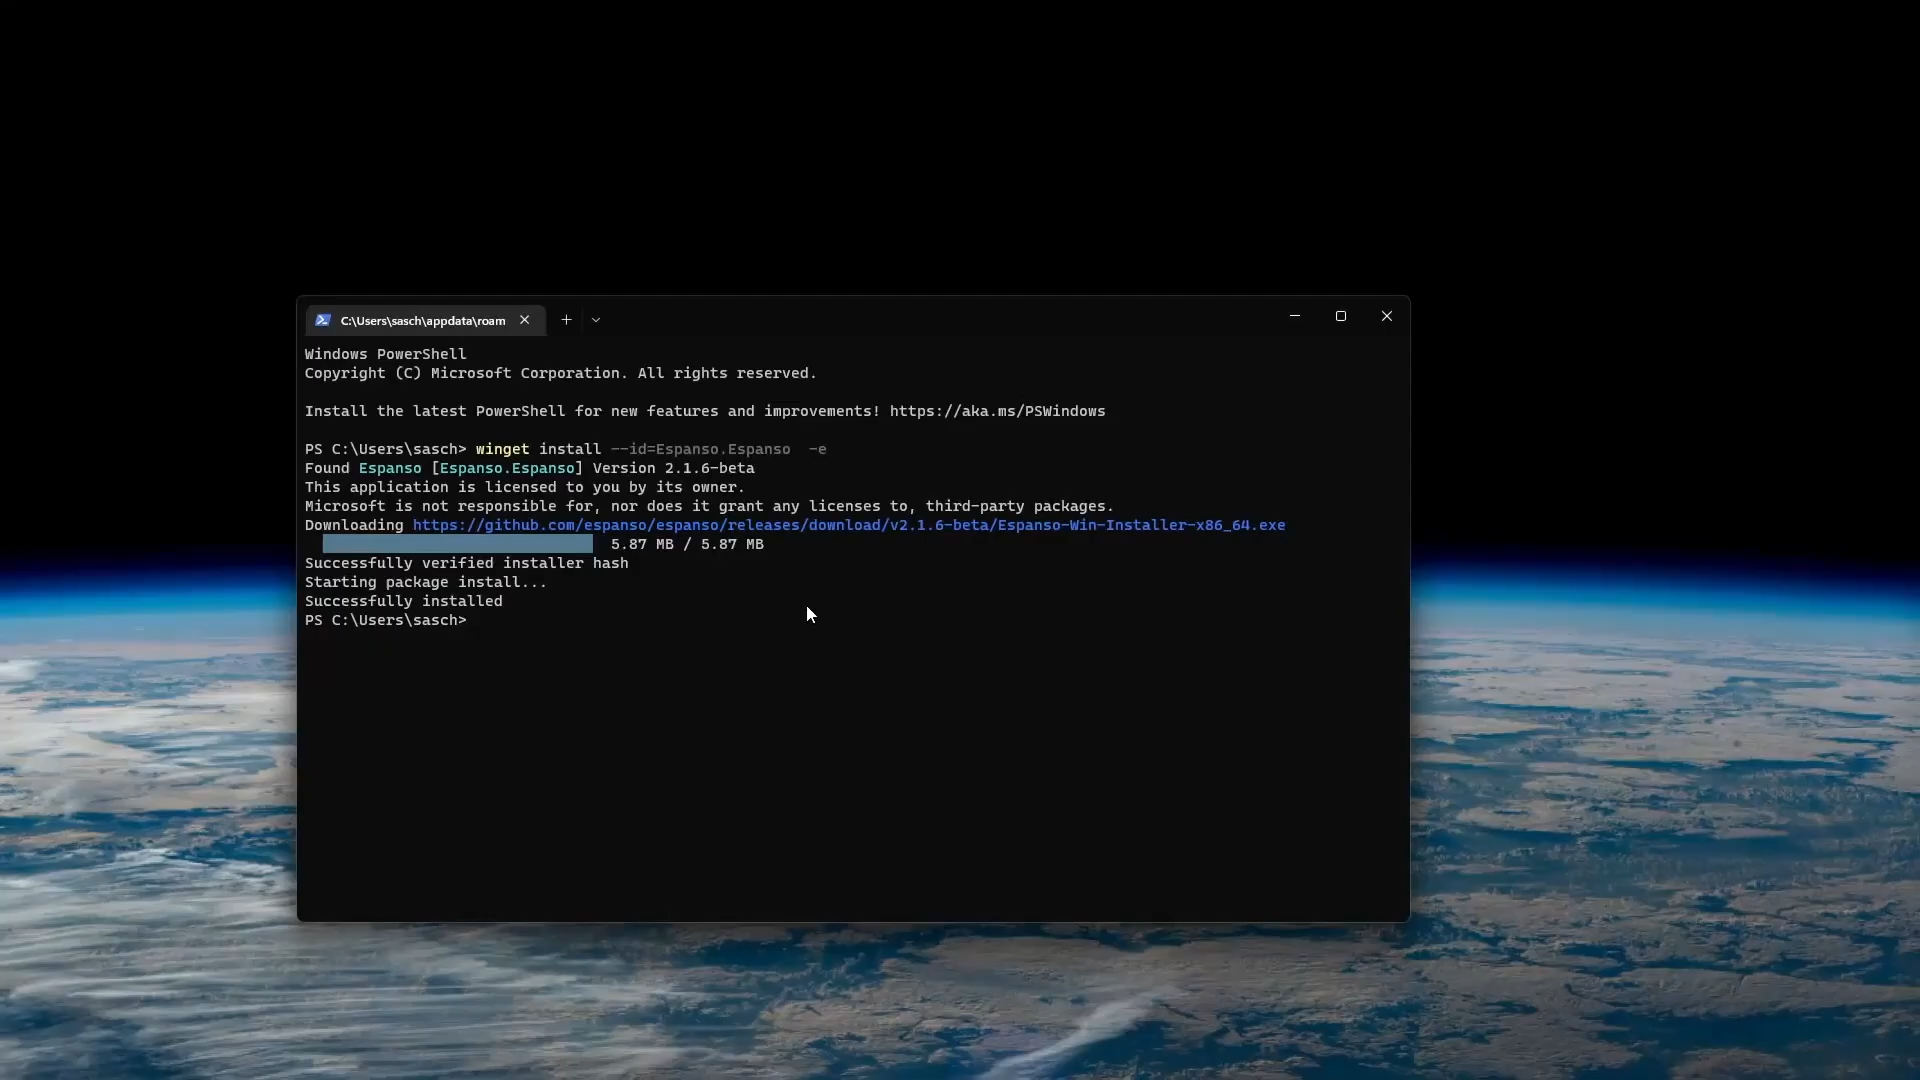 C:\Users\sasch\appdata\roam
Windows PowerShell
Copyright (C) Microsoft Corporation. All rights reserved.
Install the latest PowerShell for new features and improvements! https://aka.ms/PSWindows
PS C:\Users\sasch> winget install --id=Espanso.Espanso  -e
Found Espanso [Espanso.Espanso] Version 2.1.6-beta
This application is licensed to you by its owner.
Microsoft is not responsible for, nor does it grant any licenses to, third-party packages.
Downloading https://github.com/espanso/espanso/releases/download/v2.1.6-beta/Espanso-Win-Installer-x86_64.exe
5.87 MB / 5.87 MB
Successfully verified installer hash
Starting package install...
Successfully installed
PS C:\Users\sasch>